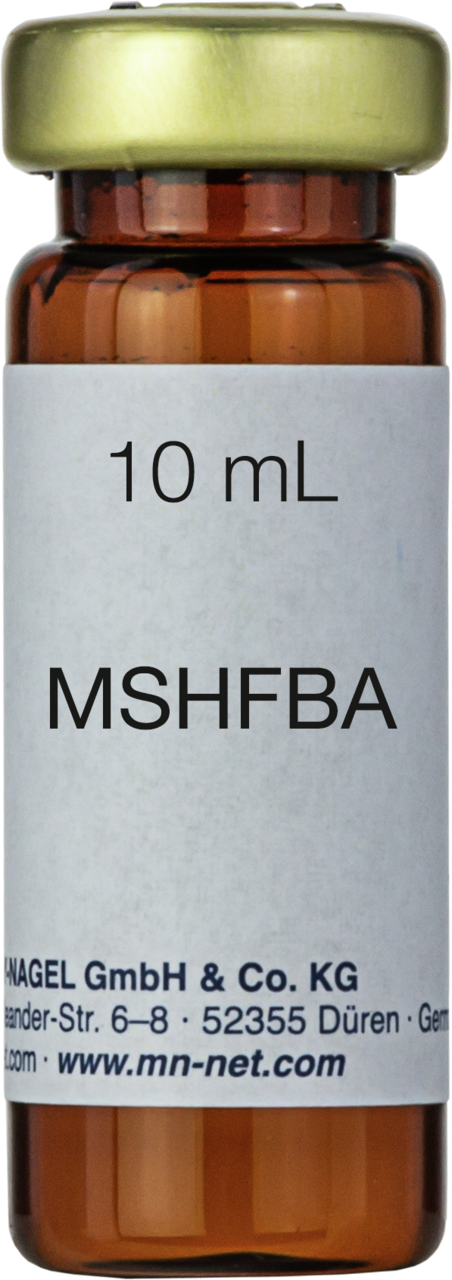 10 mL
MSHFBA
-NAGEL GmbH & Co. KG
eander-Str. 6–8 · 52355 Düren · Germ
l.com · www.mn-net.com